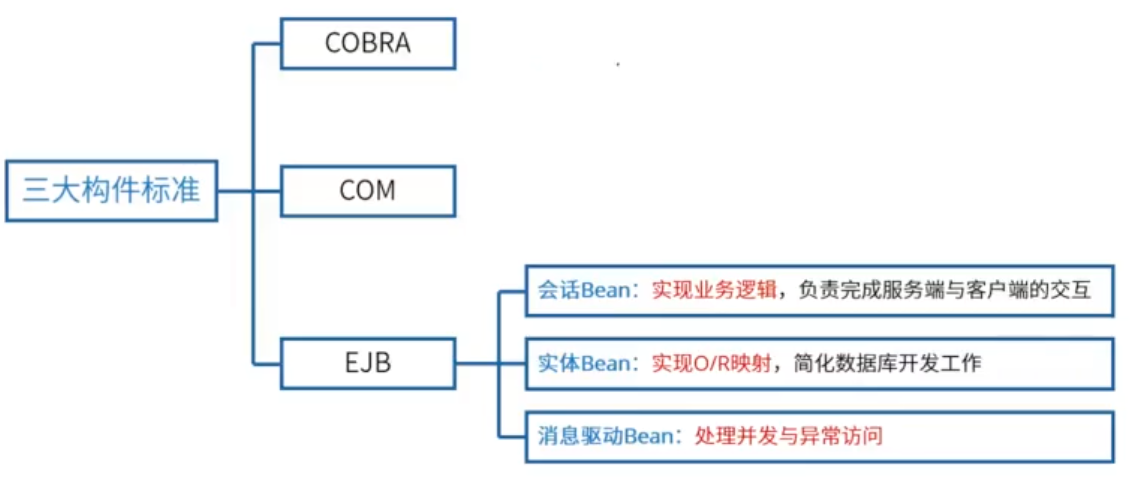 COBRA
三大构件标准
COM
EJB
会话Bean：实现业务逻辑，负责完成服务端与客户端的交互
实体Bean：实现O/R映射，简化数据库开发工作
消息驱动Bean：处理并发与异常访问